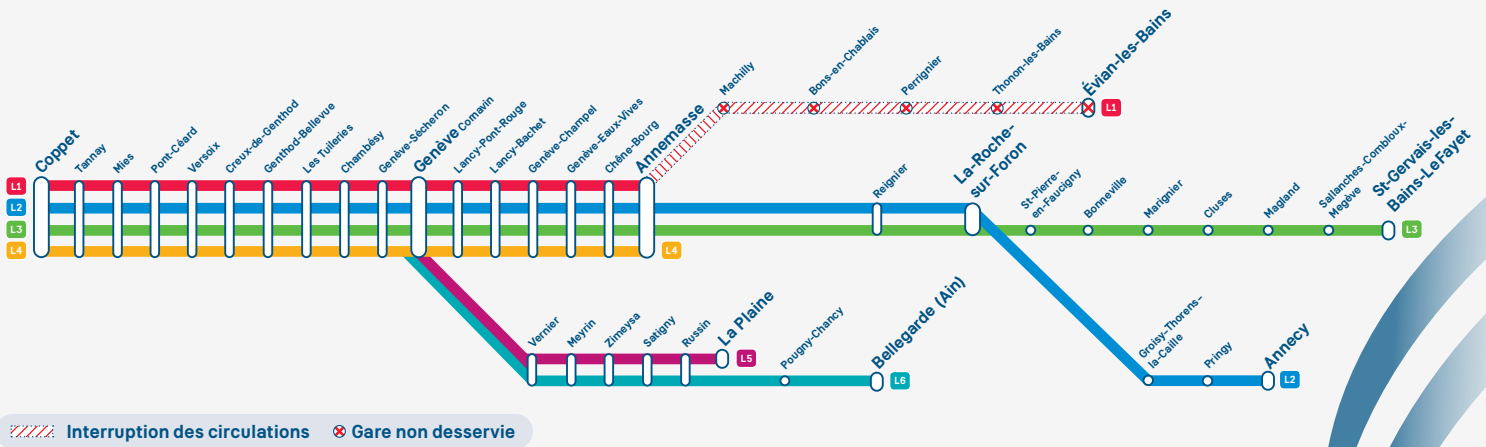 Coppet
Tannay
Mies
Pont-Céard
Versoix
Creux-de-Genthod
Genthod-Bellevue
Les Tuileries
Chambésy
Genève-Sécheron
Genève Cornavin
Lancy-Pont-Rouge
Lancy-Bachet
Genève-Champel
Genève-Eaux-Vives
Chêne-Bourg
Annemasse
Machilly
Bons-en-Chablais
Perrignier
Thonon-les-Bains
Évian-les-Bains
L1
L1
L2
L3
L4
L4
Reignier
La-Roche-
sur-Foron
St-Pierre-
en-Faucigny
Bonneville
Marignier
Cluses
Magland
Sallanches-Combloux-
Megève
St-Gervais-les-
Bains-LeFayet
L3
Vernier
Meyrin
Zimeysa
Satigny
Russin
La Plaine
L5
Pougny-Chancy
Bellegarde (Ain)
L6
Groisy-Thorens-
la-Caille
Pringy
Annecy
L2
Interruption des circulations
Gare non desservie